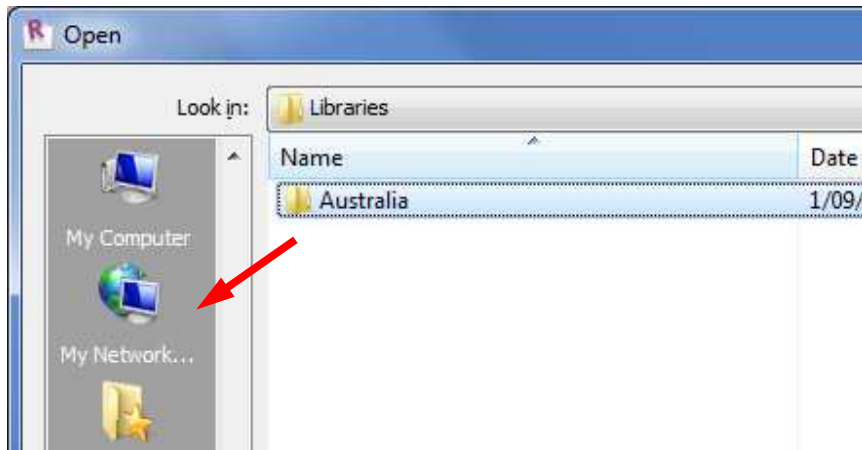 Open
Look in: Libraries
Name Date
Australia 1/09/
My Computer
My Network...